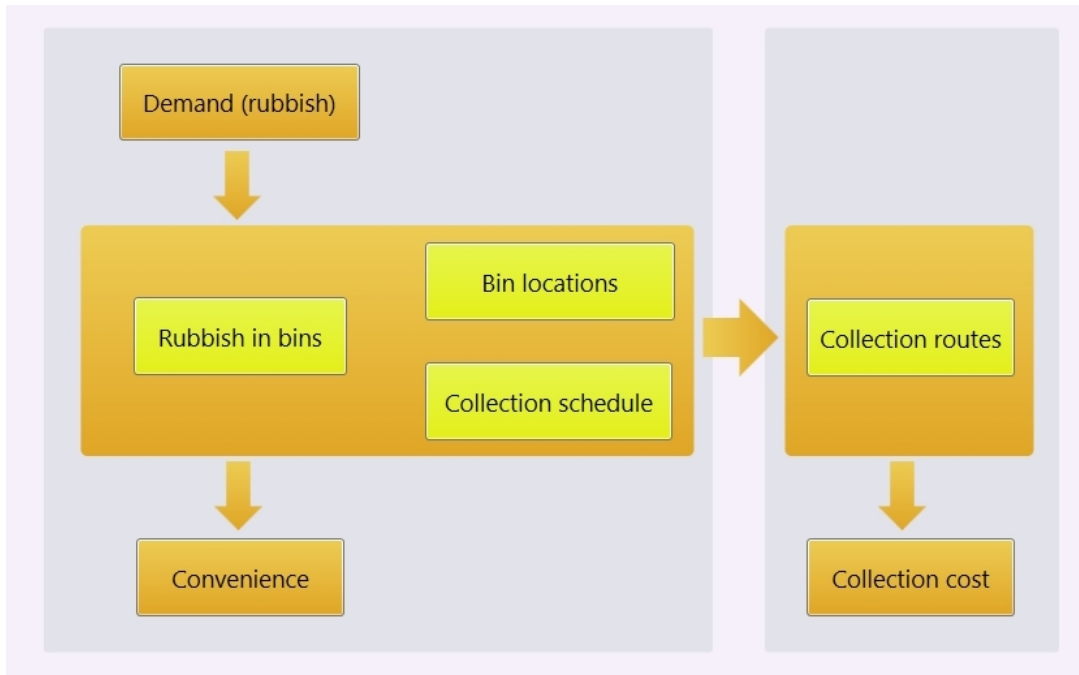 Demand (rubbish)
Bin locations
Rubbish in bins
Collection schedule
Collection routes
Convenience
Collection cost